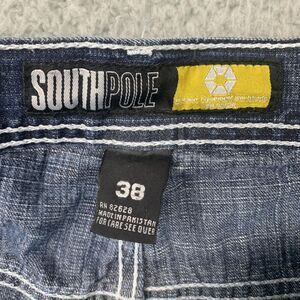 SOUTHPOLE
38
RN 82628
MADE IN PAKISTAN
FOR CARE SEE OVER